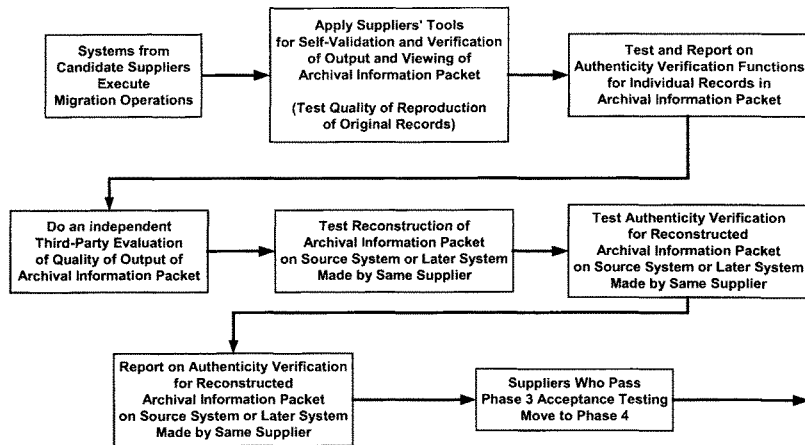 Systems from
Candidate Suppliers
Execute
Migration Operations
Apply Suppliers' Tools
for Self-Validation and Verification
of Output and Viewing of
Archival Information Packet
(Test Quality of Reproduction
of Original Records)
Test and Report on
Authenticity Verification Functions
for Individual Records in
Archival Information Packet
Do an independent
Third-Party Evaluation
of Quality of Output of
Archival Information Packet
Test Reconstruction of
Archival Information Packet
on Source System or Later System
Made by Same Supplier
Test Authenticity Verification
for Reconstructed
Archival Information Packet
on Source System or Later System
Made by Same Supplier
Report on Authenticity Verification
for Reconstructed
Archival Information Packet
on Source System or Later System
Made by Same Supplier
Suppliers Who Pass
Phase 3 Acceptance Testing
Move to Phase 4